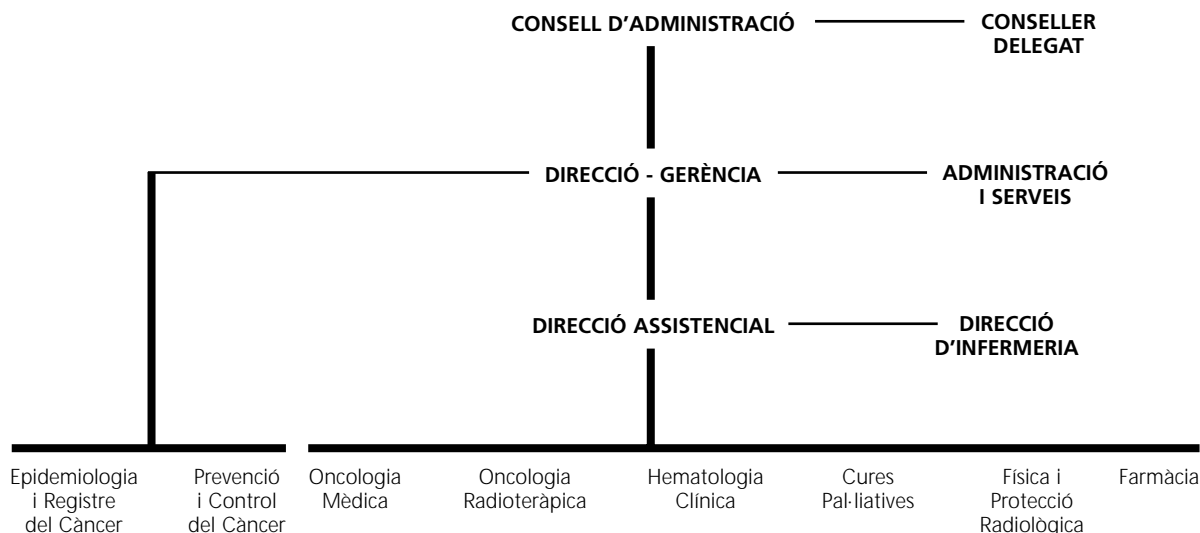 CONSELL D'ADMINISTRACIÓ
CONSELLER
DELEGAT
DIRECCIÓ - GERÈNCIA
ADMINISTRACIÓ
I SERVEIS
DIRECCIÓ ASSISTENCIAL
DIRECCIÓ
D'INFERMERIA
Epidemiologia
i Registre
del Càncer
Prevenció
i Control
del Càncer
Oncologia
Mèdica
Oncologia
Radioteràpica
Hematologia
Clínica
Cures
Pal·liatives
Física i
Protecció
Radiològica
Farmàcia